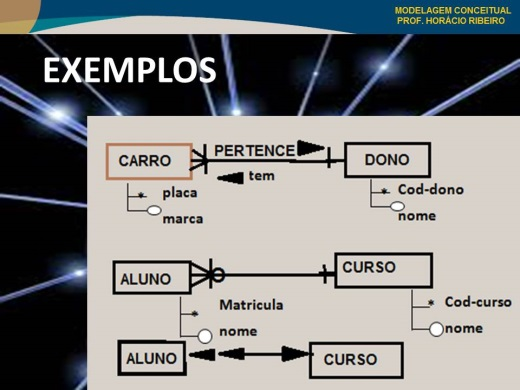 MODELAGEM CONCEITUAL
PROF. HORÁCIO RIBEIRO
EXEMPLOS
CARRO
PERTENCE
tem
DONO
* placa
marca
* Cod-dono
nome
ALUNO
CURSO
* Matricula
nome
* Cod-curso
nome
ALUNO
CURSO